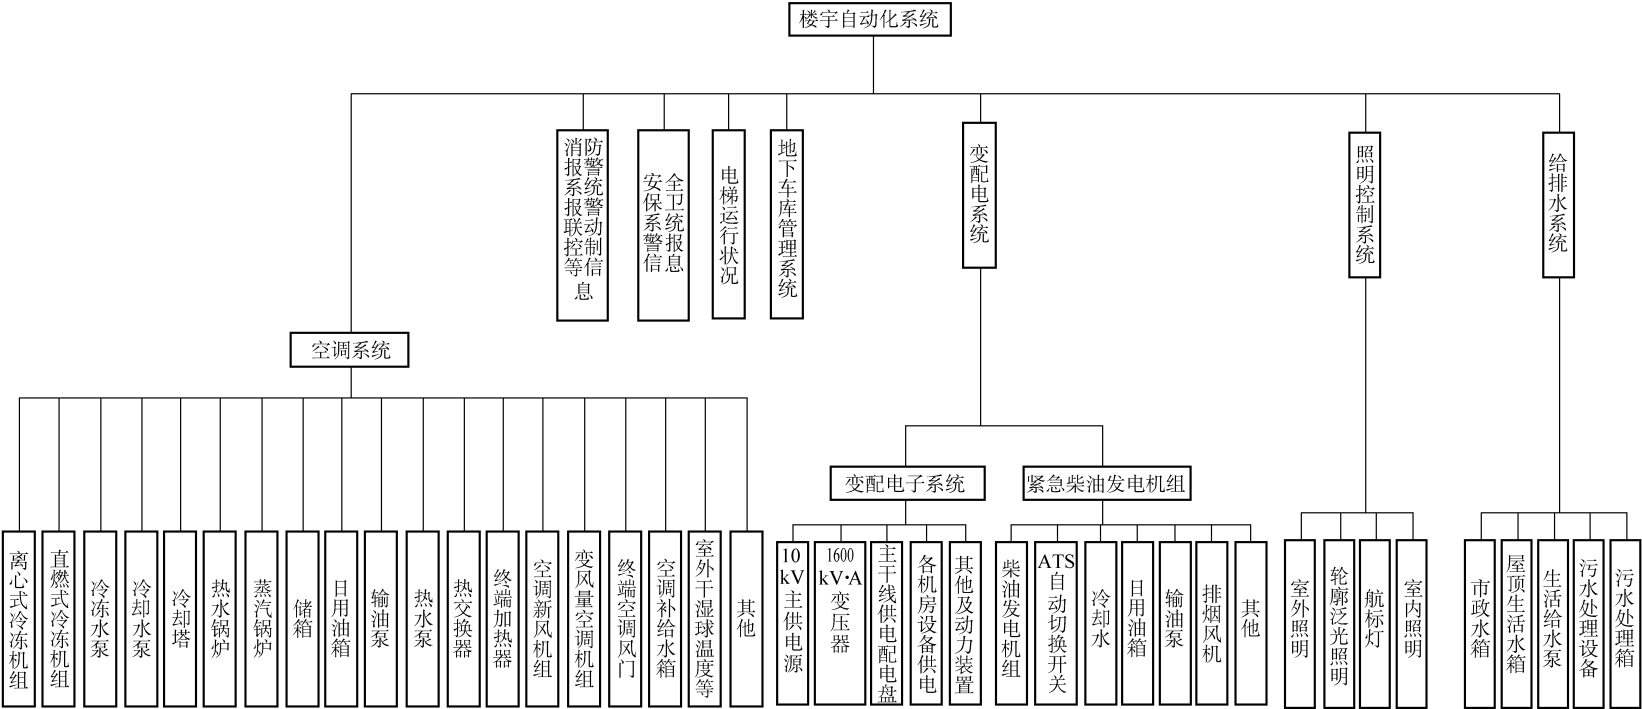 楼宇自动化系统
消防报警系统报警联动控制等信息
安全保卫系统警报信息
电梯运行状况
地下车库管理系统
变配电系统
照明控制系统
给排水系统
空调系统
变配电子系统
紧急柴油发电机组
离心式冷冻机组
直燃式冷冻机组
冷冻水泵
冷却水泵
冷却塔
热水锅炉
蒸汽锅炉
储箱
日用油箱
输油泵
热水泵
热交换器
终端加热器
空调新风机组
变风量空调机组
终端空调风门
空调补给水箱
室外干湿球温度等
其他
10kV主供电源
1600kV·A变压器
主干线供电配电盘
各机房设备供电
其他及动力装置
柴油发电机组
ATS自动切换开关
冷却水
日用油箱
输油泵
排烟风机
其他
室外照明
轮廓泛光照明
航标灯
室内照明
市政水箱
屋顶生活水箱
生活给水泵
污水处理设备
污水处理箱